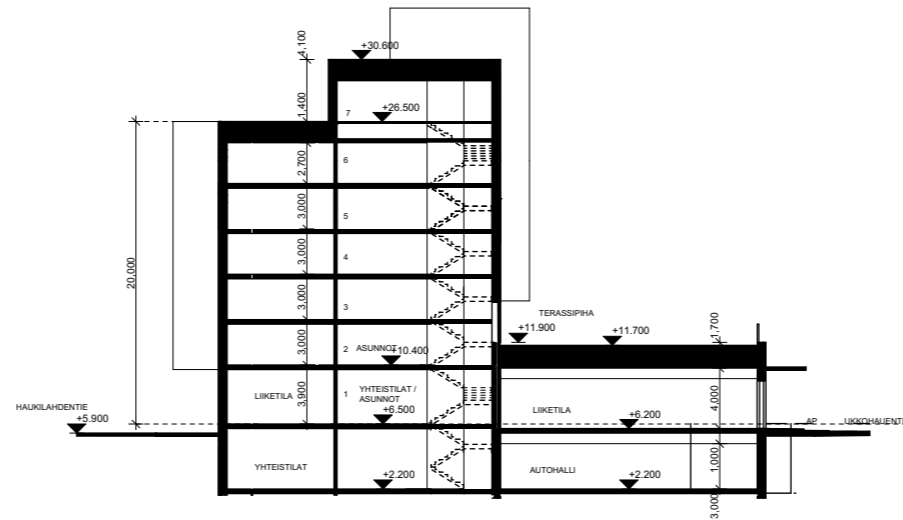 4,100
+30.600
1,400
7
+26.500
2,700
6
3,000
5
20,000
3,000
4
3,000
3
TERASSIPIHA
+11.900
+11.700
1,700
3,000
2
ASUNNOT
+10.400
LIIKETILA
3,900
1
YHTEISTILAT /
ASUNNOT
4,000
HAUKILAHDENTIE
+5.900
+6.500
LIIKETILA
+6.200
AP
UKKOHAUENTI
YHTEISTILAT
+2.200
AUTOHALLI
+2.200
1,000
3,000